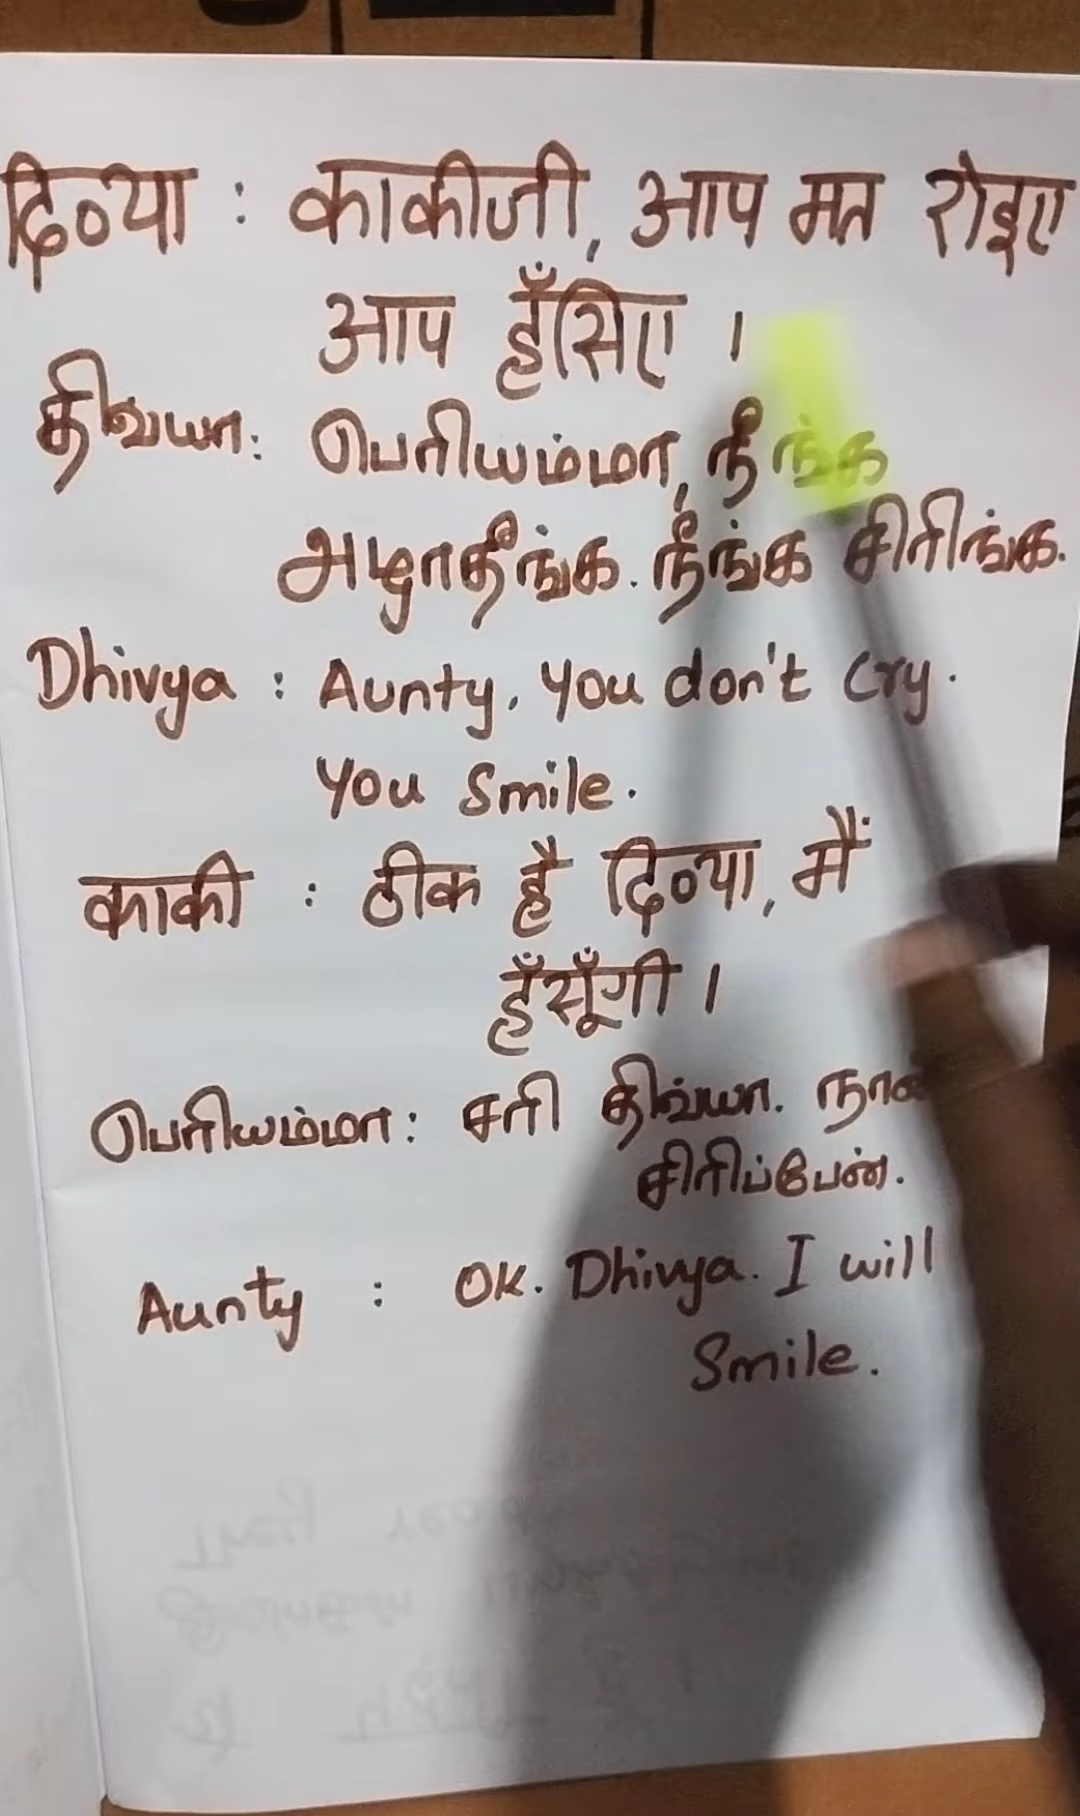 दिव्या : काकीजी, आप मत रोइए
आप हँसिए ।
திவ்யா: பெரியம்மா, நீங்க
அழாதீங்க. நீங்க சிரிங்க.
Dhivya : Aunty, You don't Cry.
You Smile.
काकी : ठीक है दिव्या, मैं
हँसूँगी ।
பெரியம்மா: சரி திவ்யா.
சிரிப்பேன்.
Aunty : OK. Dhivya. I will
Smile.